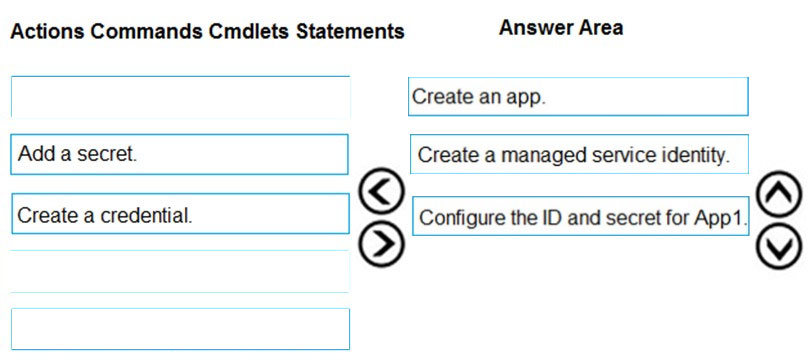 Actions Commands Cmdlets Statements
Answer Area
Add a secret.
Create a credential.
Create an app.
Create a managed service identity.
Configure the ID and secret for App1.